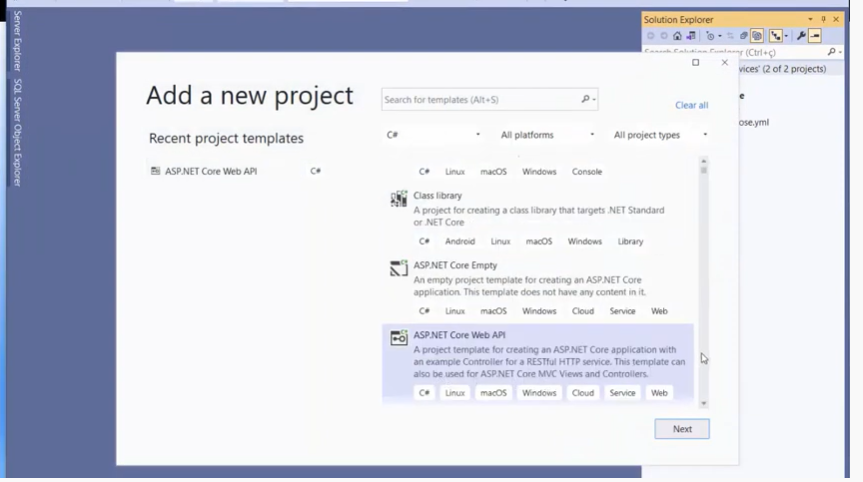 Server Explorer
SQL Server Object Explorer
Solution Explorer
(Ctrl+ç)
vices' (2 of 2 projects)
e
ose.yml
Add a new project
Search for templates (Alt+S)
Clear all
Recent project templates
C# All platforms All project types
ASP.NET Core Web API C#
C# Linux macOS Windows Console
Class library
A project for creating a class library that targets .NET Standard
or .NET Core
C# Android Linux macOS Windows Library
ASP.NET Core Empty
An empty project template for creating an ASP.NET Core
application. This template does not have any content in it.
C# Linux macOS Windows Cloud Service Web
ASP.NET Core Web API
A project template for creating an ASP.NET Core application with
an example Controller for a RESTful HTTP service. This template can
also be used for ASP.NET Core MVC Views and Controllers.
C# Linux macOS Windows Cloud Service Web
Next